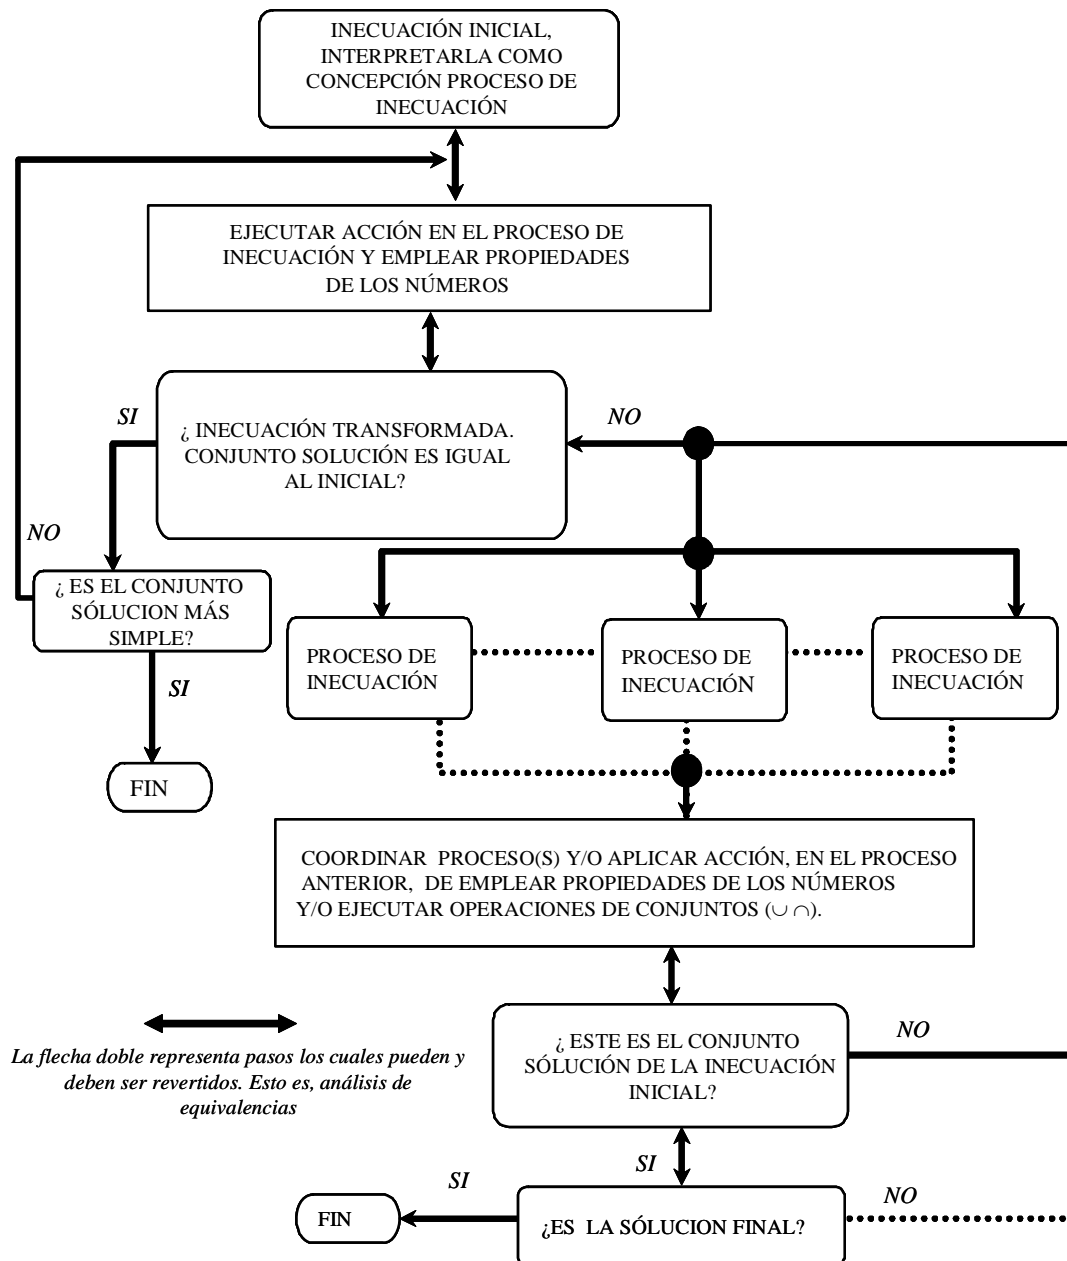 INECUACIÓN INICIAL,
INTERPRETARLA COMO
CONCEPCIÓN PROCESO DE
INECUACIÓN
EJECUTAR ACCIÓN EN EL PROCESO DE
INECUACIÓN Y EMPLEAR PROPIEDADES
DE LOS NÚMEROS
SI
NO
¿ INECUACIÓN TRANSFORMADA.
CONJUNTO SOLUCIÓN ES IGUAL
AL INICIAL?
NO
¿ ES EL CONJUNTO
SÓLUCION MÁS
SIMPLE?
SI
FIN
PROCESO DE
INECUACIÓN
PROCESO DE
INECUACIÓN
PROCESO DE
INECUACIÓN
COORDINAR PROCESO(S) Y/O APLICAR ACCIÓN, EN EL PROCESO
ANTERIOR, DE EMPLEAR PROPIEDADES DE LOS NÚMEROS
Y/O EJECUTAR OPERACIONES DE CONJUNTOS (∪ ∩).
La flecha doble representa pasos los cuales pueden y
deben ser revertidos. Esto es, análisis de
equivalencias
¿ ESTE ES EL CONJUNTO
SÓLUCIÓN DE LA INECUACIÓN
INICIAL?
NO
SI
SI
FIN
¿ES LA SÓLUCION FINAL?
NO